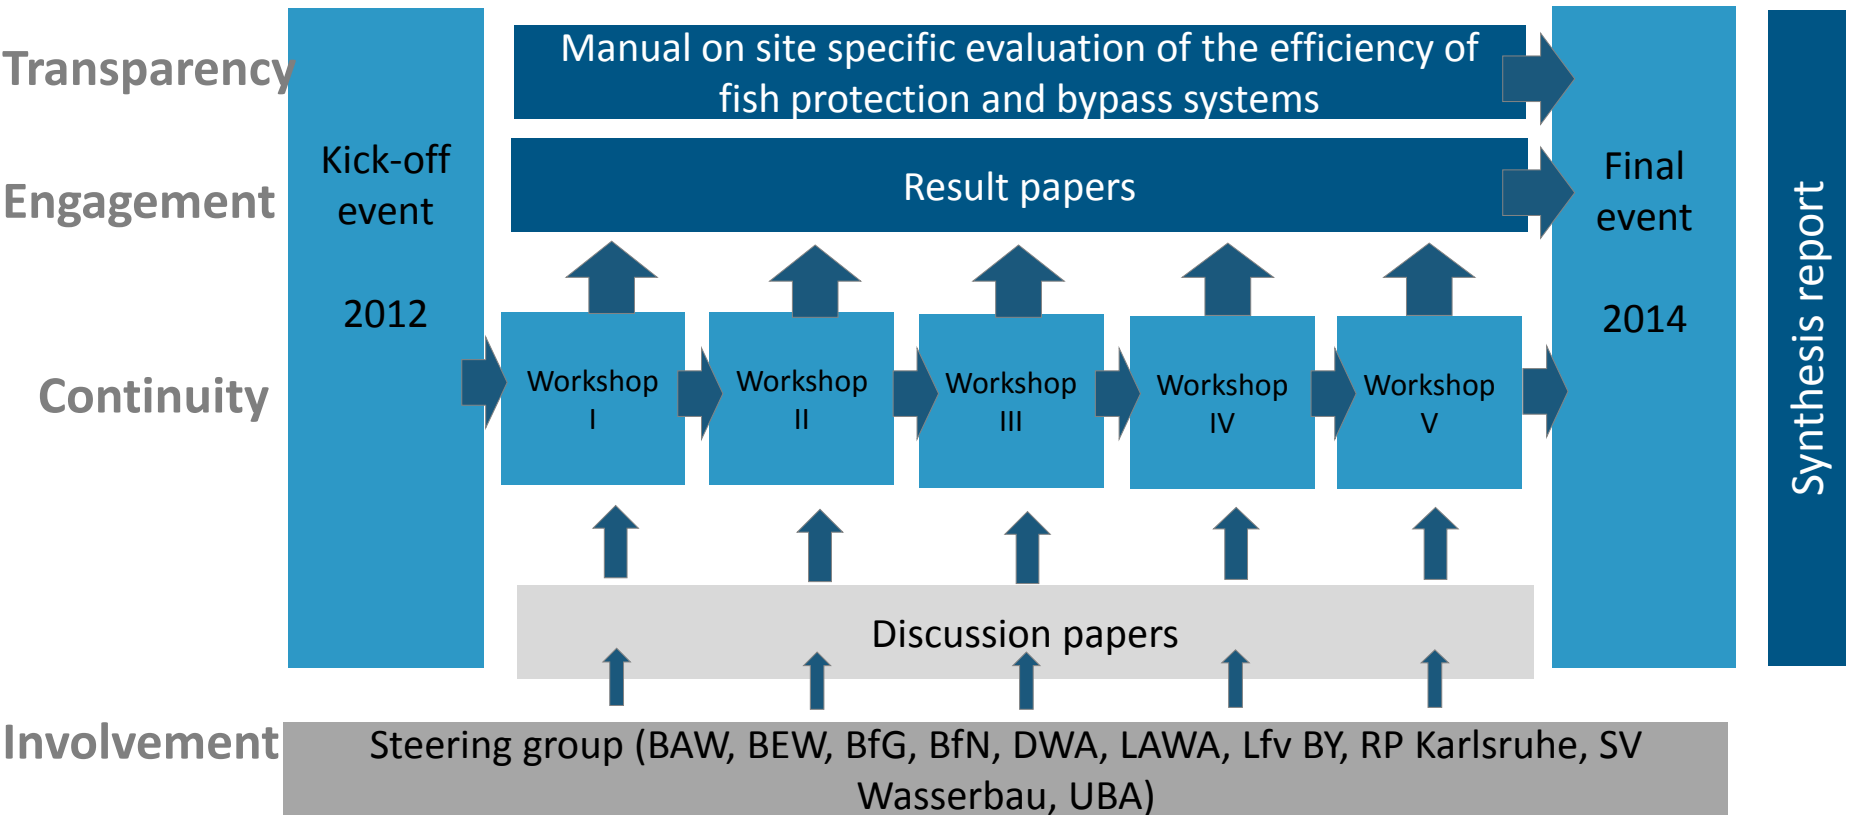 Transparency
Manual on site specific evaluation of the efficiency of
fish protection and bypass systems
Engagement
Kick-off
event
2012
Result papers
Final
event
2014
Synthesis report
Continuity
Workshop
I
Workshop
II
Workshop
III
Workshop
IV
Workshop
V
Discussion papers
Involvement
Steering group (BAW, BEW, BfG, BfN, DWA, LAWA, Lfv BY, RP Karlsruhe, SV
Wasserbau, UBA)